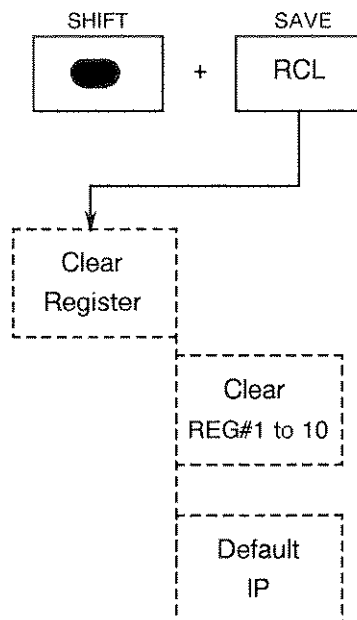 SHIFT
SAVE
+
RCL
Clear
Register
Clear
REG#1 to 10
Default
IP